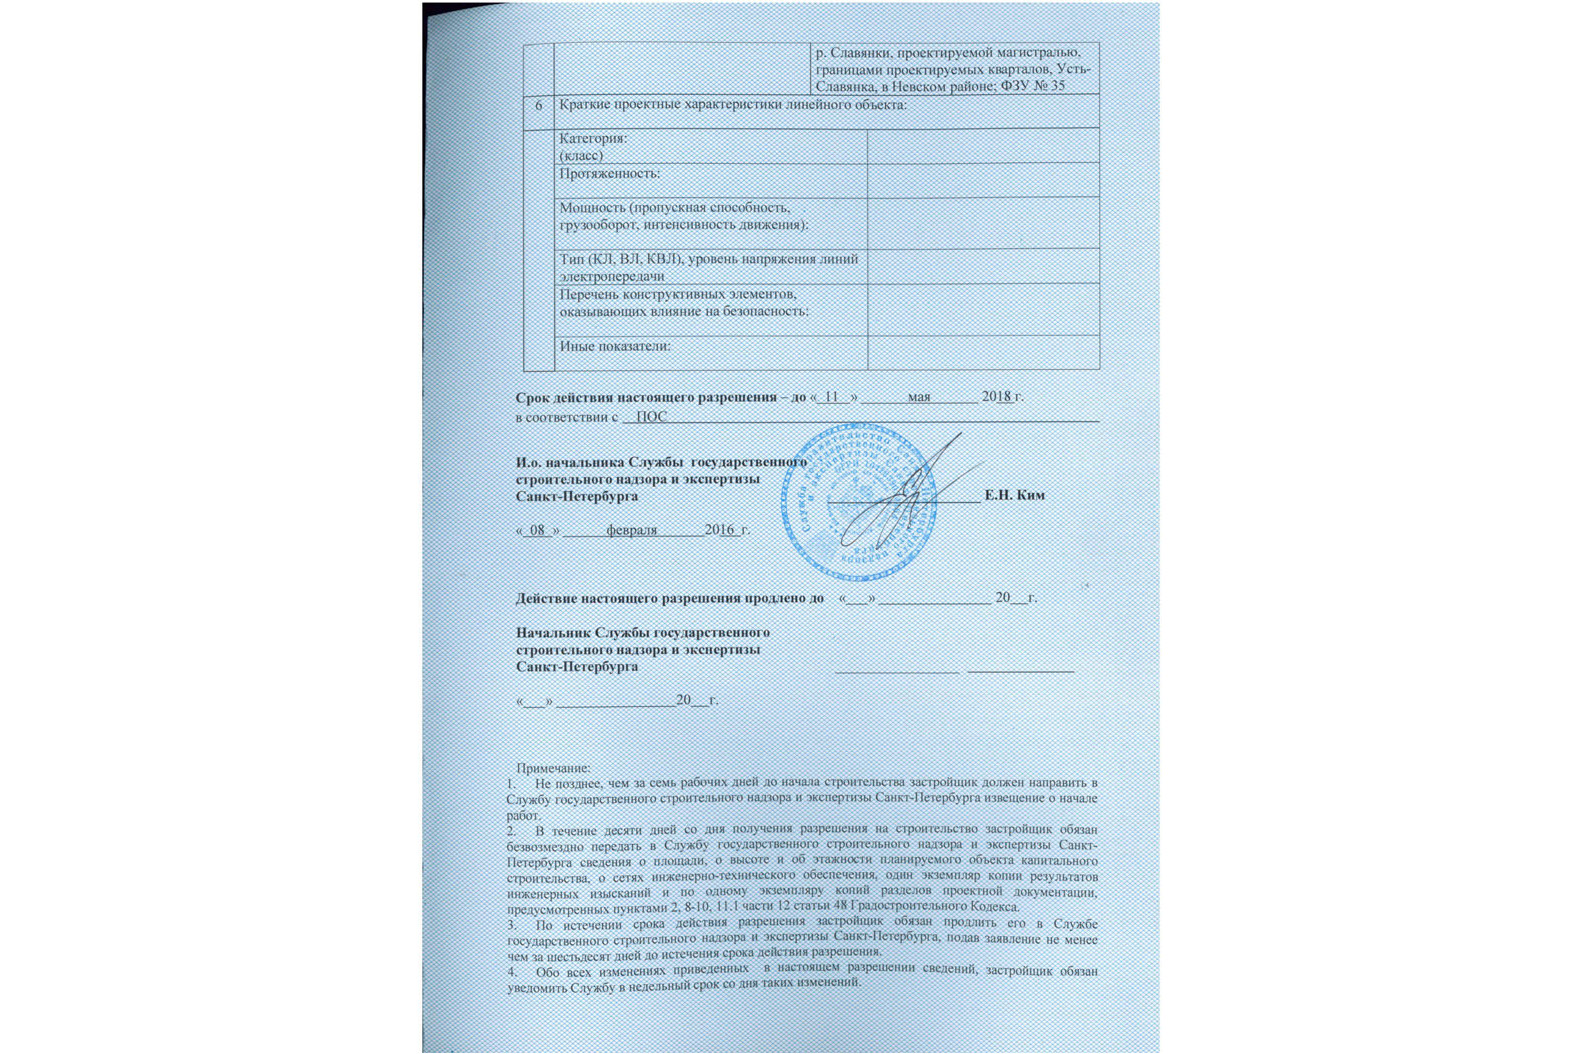 р. Славянки, проектируемой магистралью,
границами проектируемых кварталов, Усть-
Славянка, в Невском районе; ФЗУ № 35
6 Краткие проектные характеристики линейного объекта:
Категория:
(класс)
Протяженность:
Мощность (пропускная способность,
грузооборот, интенсивность движения):
Тип (КЛ, ВЛ, КВЛ), уровень напряжения линий
электропередачи
Перечень конструктивных элементов,
оказывающих влияние на безопасность:
Иные показатели:
Срок действия настоящего разрешения – до «_11_» ______мая______ 2018 г.
в соответствии с __ПОС
И.о. начальника Службы государственного
строительного надзора и экспертизы
Санкт-Петербурга
Е.Н. Ким
«_08_» ______февраля______2016_г.
Действие настоящего разрешения продлено до «___» ________________ 20__г.
Начальник Службы государственного
строительного надзора и экспертизы
Санкт-Петербурга
«___» _________________20__г.
Примечание:
1. Не позднее, чем за семь рабочих дней до начала строительства застройщик должен направить в
Службу государственного строительного надзора и экспертизы Санкт-Петербурга извещение о начале
работ.
2. В течение десяти дней со дня получения разрешения на строительство застройщик обязан
безвозмездно передать в Службу государственного строительного надзора и экспертизы Санкт-
Петербурга сведения о площади, о высоте и об этажности планируемого объекта капитального
строительства, о сетях инженерно-технического обеспечения, один экземпляр копии результатов
инженерных изысканий и по одному экземпляру копий разделов проектной документации,
предусмотренных пунктами 2, 8-10, 11.1 части 12 статьи 48 Градостроительного Кодекса.
3. По истечении срока действия разрешения застройщик обязан продлить его в Службе
государственного строительного надзора и экспертизы Санкт-Петербурга, подав заявление не менее
чем за шестьдесят дней до истечения срока действия разрешения.
4. Обо всех изменениях приведенных в настоящем разрешении сведений, застройщик обязан
уведомить Службу в недельный срок со дня таких изменений.